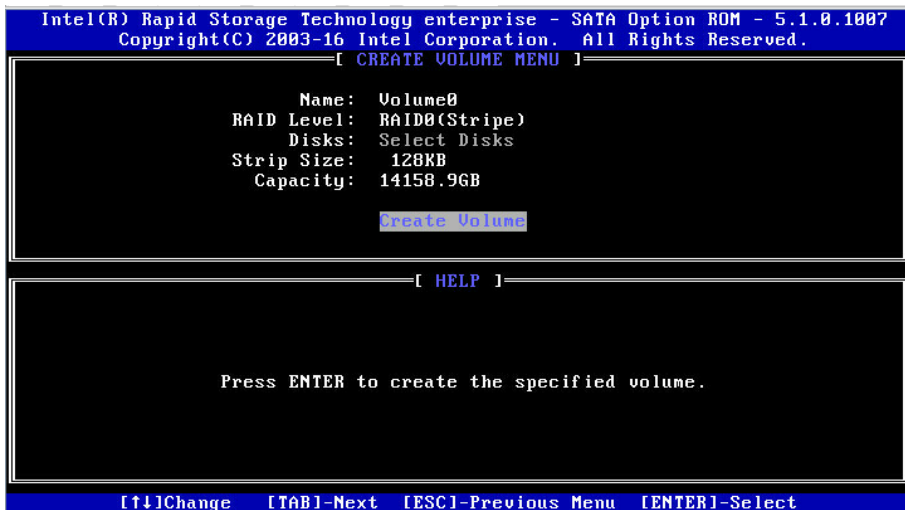 Intel(R) Rapid Storage Technology enterprise - SATA Option ROM - 5.1.0.1007
Copyright(C) 2003-16 Intel Corporation.  All Rights Reserved.
[ CREATE VOLUME MENU ]
Name: Volume0
RAID Level: RAID0(Stripe)
Disks: Select Disks
Strip Size: 128KB
Capacity: 14158.9GB
Create Volume
[ HELP ]
Press ENTER to create the specified volume.
[↑↓]Change [TAB]-Next [ESC]-Previous Menu [ENTER]-Select